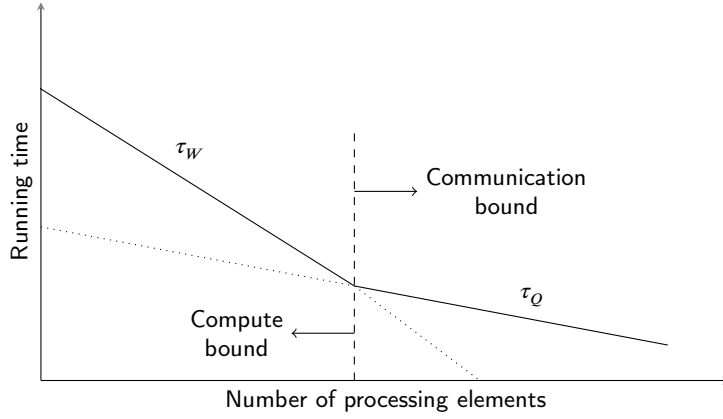 τ_W
Communication
bound
τ_Q
Compute
bound
Running time
Number of processing elements